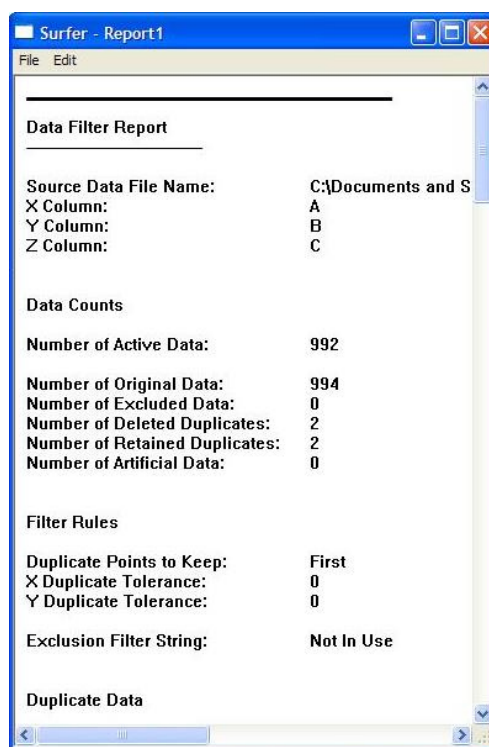 Surfer - Report1
File Edit
Data Filter Report
Source Data File Name: C:\Documents and S
X Column: A
Y Column: B
Z Column: C
Data Counts
Number of Active Data: 992
Number of Original Data: 994
Number of Excluded Data: 0
Number of Deleted Duplicates: 2
Number of Retained Duplicates: 2
Number of Artificial Data: 0
Filter Rules
Duplicate Points to Keep: First
X Duplicate Tolerance: 0
Y Duplicate Tolerance: 0
Exclusion Filter String: Not In Use
Duplicate Data